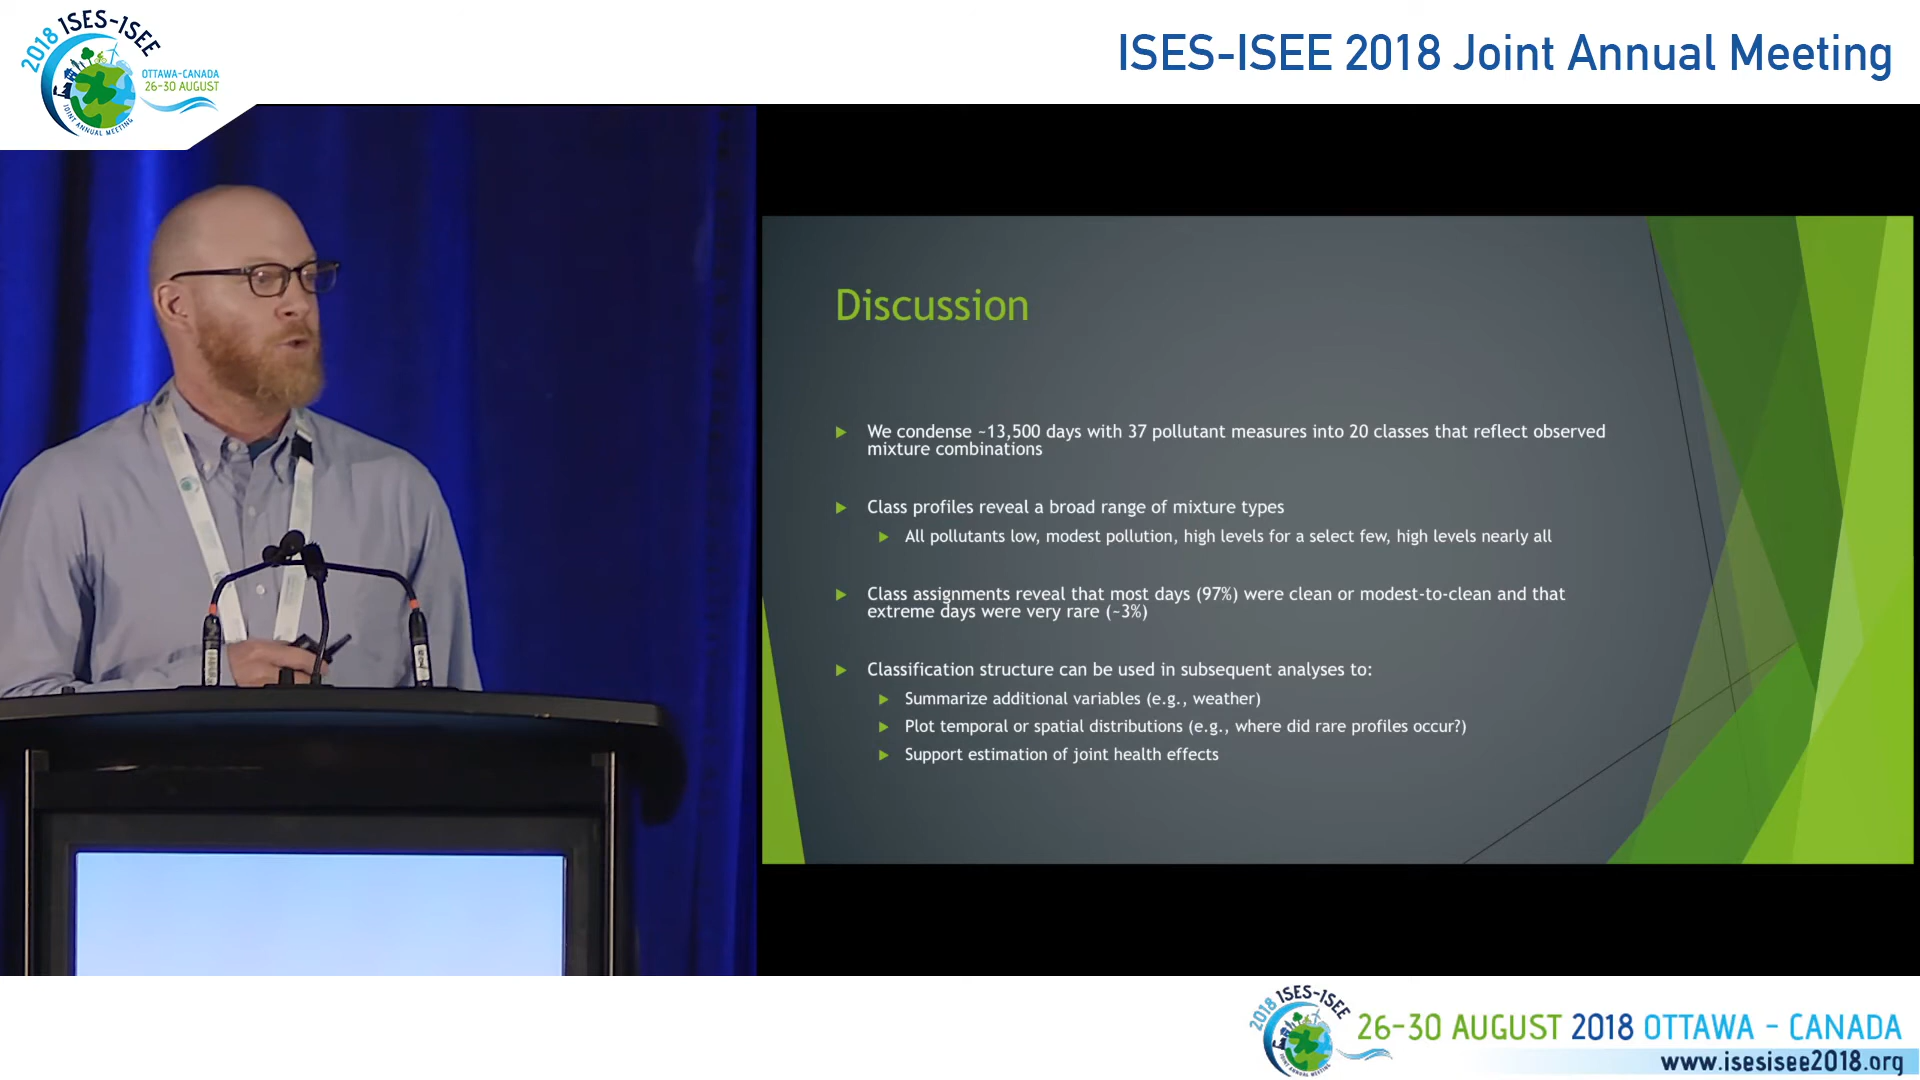 2018 ISES-ISEE
OTTAWA-CANADA
26-30 AUGUST
JOINT ANNUAL MEETING
ISES-ISEE 2018 Joint Annual Meeting
Discussion
We condense ~13,500 days with 37 pollutant measures into 20 classes that reflect observed
mixture combinations
Class profiles reveal a broad range of mixture types
All pollutants low, modest pollution, high levels for a select few, high levels nearly all
Class assignments reveal that most days (97%) were clean or modest-to-clean and that
extreme days were very rare (~3%)
Classification structure can be used in subsequent analyses to:
Summarize additional variables (e.g., weather)
Plot temporal or spatial distributions (e.g., where did rare profiles occur?)
Support estimation of joint health effects
2018 ISES-ISEE
JOINT ANNUAL MEETING
26-30 AUGUST 2018 OTTAWA - CANADA
www.isesisee2018.org